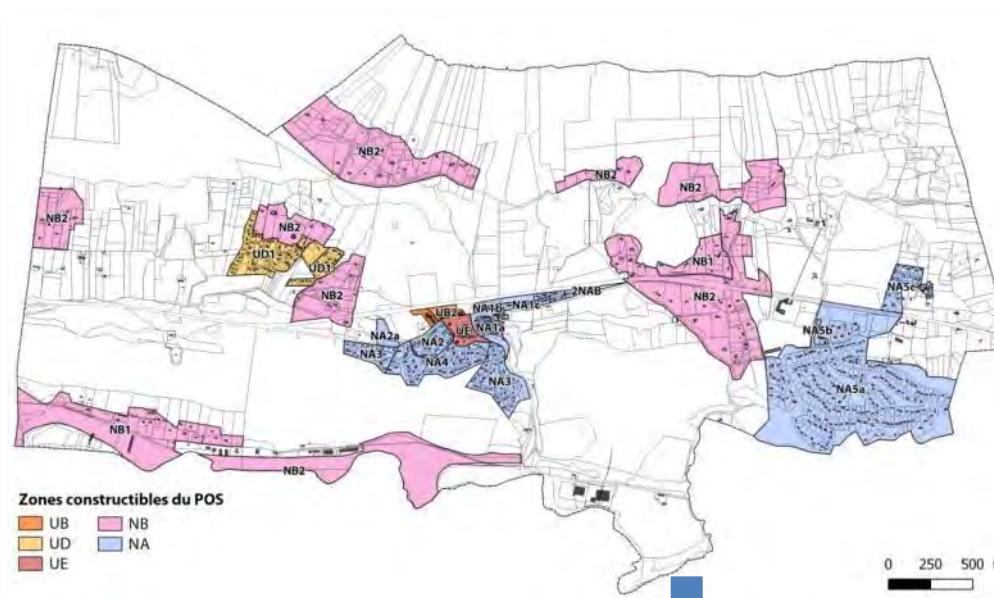 NB2
NB2
NB2
NB2
NB2
UD1
UD1
NB1
NB2
NB2
NA5c
2NAB
NA1c
NA1b
UB2a
UE
NA1a
NA2a
NA2
NA5b
NA3
NA4
NA3
NA5a
NB1
NB2
Zones constructibles du POS
UB NB
UD NA
UE
0 250 500